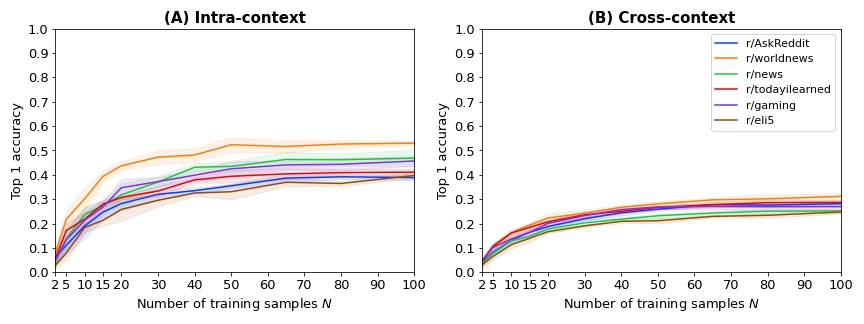 (A) Intra-context
Top 1 accuracy
1.0
0.9
0.8
0.7
0.6
0.5
0.4
0.3
0.2
0.1
0.0
2 5 10 15 20 30 40 50 60 70 80 90 100
Number of training samples N
(B) Cross-context
Top 1 accuracy
1.0
0.9
0.8
0.7
0.6
0.5
0.4
0.3
0.2
0.1
0.0
r/AskReddit
r/worldnews
r/news
r/todayilearned
r/gaming
r/eli5
2 5 10 15 20 30 40 50 60 70 80 90 100
Number of training samples N